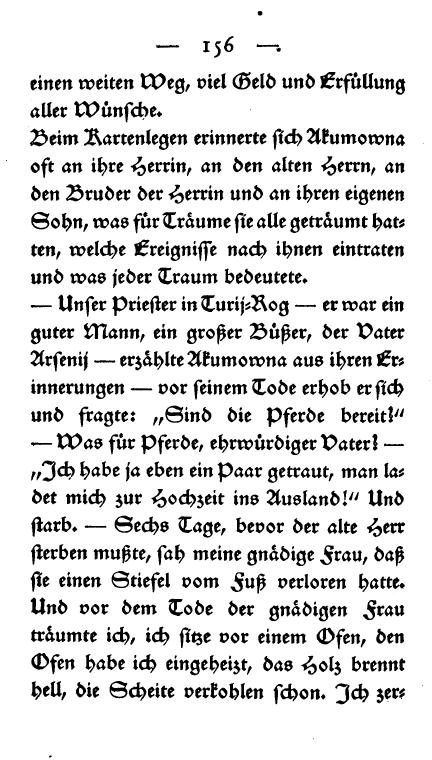 — 156 —
einen weiten Weg, viel Geld und Erfüllung
aller Wünsche.
Beim Kartenlegen erinnerte sich Akumowna
oft an ihre Herrin, an den alten Herrn, an
den Bruder der Herrin und an ihren eigenen
Sohn, was für Träume sie alle geträumt hat-
ten, welche Ereignisse nach ihnen eintraten
und was jeder Traum bedeutete.
— Unser Priester in Turij-Rog — er war ein
guter Mann, ein großer Büßer, der Vater
Arsenij — erzählte Akumowna aus ihren Er-
innerungen — vor seinem Tode erhob er sich
und fragte: „Sind die Pferde bereit?“
— Was für Pferde, ehrwürdiger Vater? —
„Ich habe ja eben ein Paar getraut, man la-
det mich zur Hochzeit ins Ausland!“ Und
starb. — Sechs Tage, bevor der alte Herr
sterben mußte, sah meine gnädige Frau, daß
sie einen Stiefel vom Fuß verloren hatte.
Und vor dem Tode der gnädigen Frau
träumte ich, ich sitze vor einem Ofen, den
Ofen habe ich eingeheizt, das Holz brennt
hell, die Scheite verkohlen schon. Ich zer-